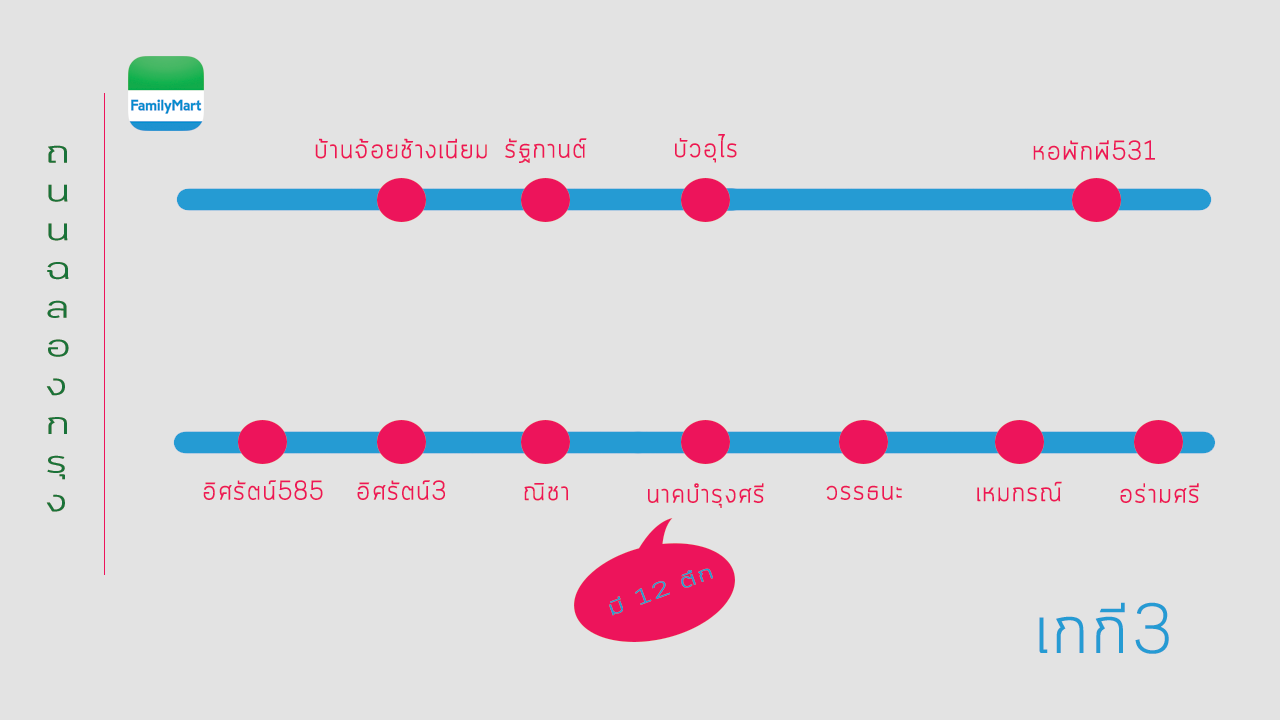 FamilyMart
ถนนฉลองกรุง
บ้านจ้อยช้างเนียม รัฐกานต์ บัวอุไร หอพักพี531
อิศรัตน์585 อิศรัตน์3 ณิชา นาคบำรุงศรี วรรธนะ เหมกรณ์ อร่ามศรี
มี 12 ตึก
เกกี3